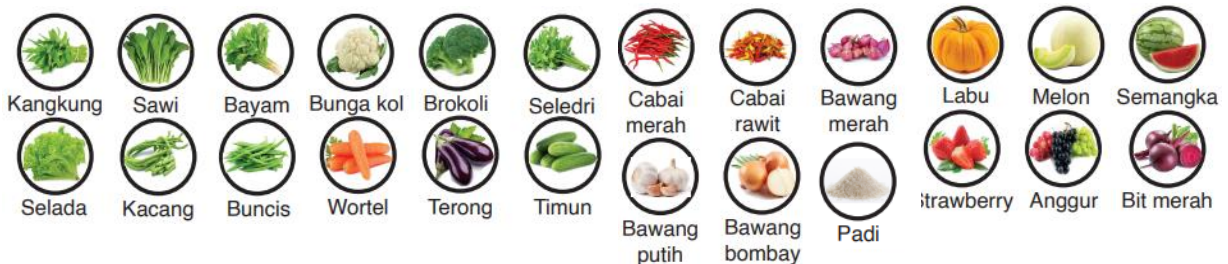 Kangkung Sawi Bayam Bunga kol Brokoli Seledri
Selada Kacang Buncis Wortel Terong Timun
Cabai merah Cabai rawit Bawang merah
Bawang putih Bawang bombay Padi
Labu Melon Semangka
Strawberry Anggur Bit merah